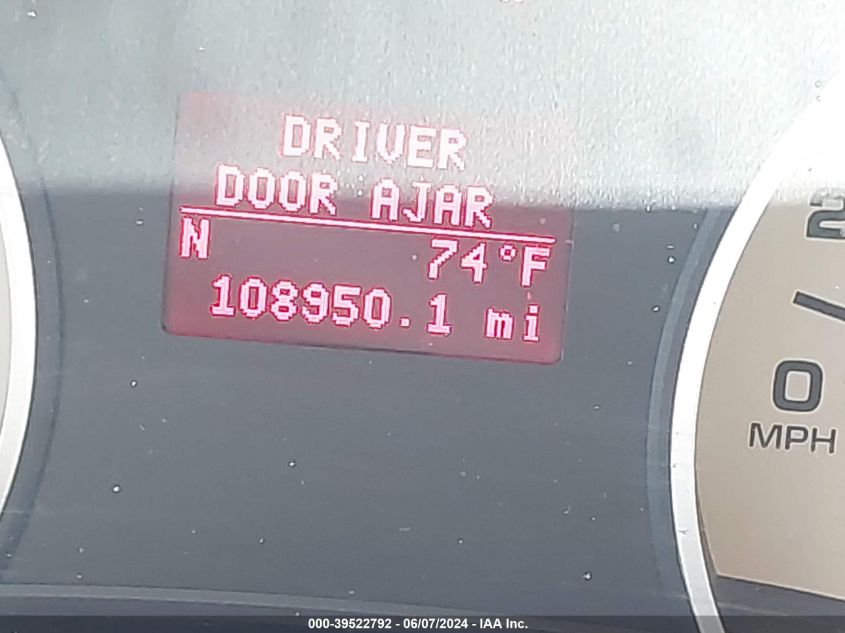 DRIVER
DOOR AJAR
N 74°F
108950.1 mi
0
MPH
000-39522792 - 06/07/2024 - IAA Inc.